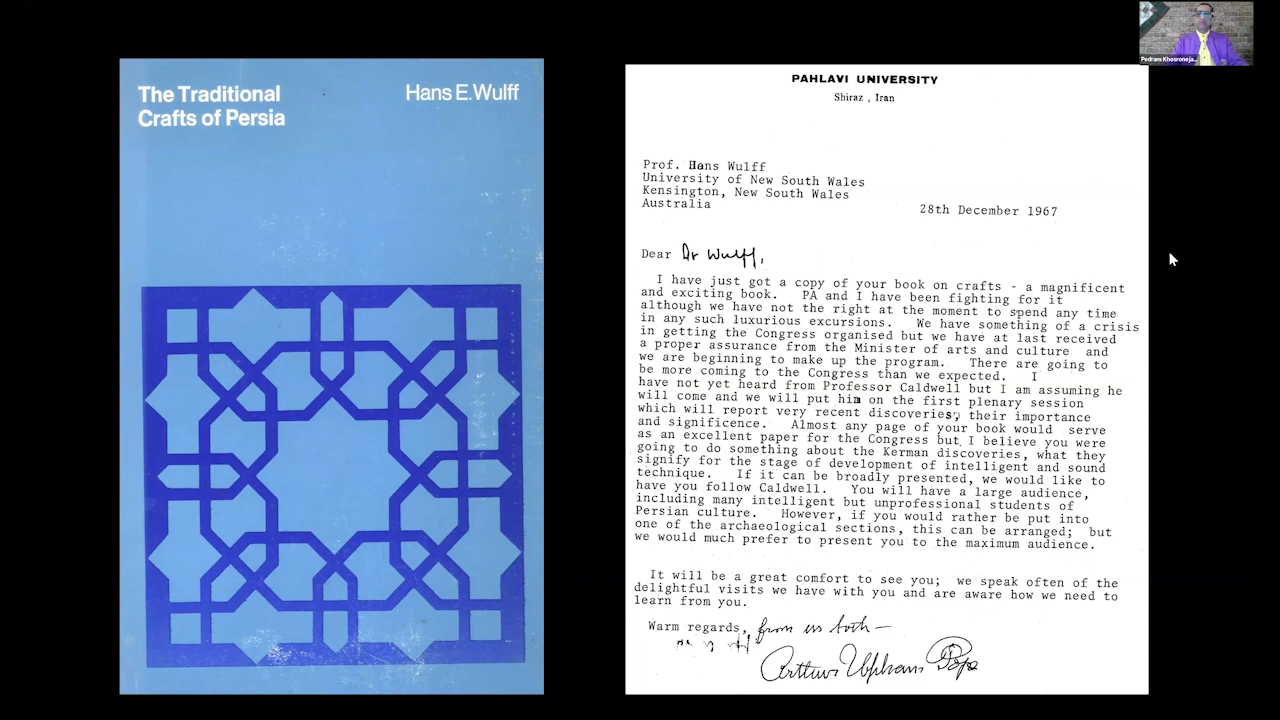 The Traditional
Crafts of Persia
Hans E. Wulff
PAHLAVI UNIVERSITY
Shiraz , Iran
Prof. Hans Wulff
University of New South Wales
Kensington, New South Wales
Australia
28th December 1967
Dear Dr Wulff,
I have just got a copy of your book on crafts - a magnificent
and exciting book. PA and I have been fighting for it
although we have not the right at the moment to spend any time
in any such luxurious excursions. We have something of a crisis
in getting the Congress organised but we have at last received
a proper assurance from the Minister of arts and culture and
we are beginning to make up the program. There are going to
be more coming to the Congress than we expected. I
have not yet heard from Professor Caldwell but I am assuming he
will come and we will put him on the first plenary session
which will report very recent discoveries, their importance
and significence. Almost any page of your book would serve
as an excellent paper for the Congress but I believe you were
going to do something about the Kerman discoveries, what they
signify for the stage of development of intelligent and sound
technique. If it can be broadly presented, we would like to
have you follow Caldwell. You will have a large audience,
including many intelligent but unprofessional students of
Persian culture. However, if you would rather be put into
one of the archaeological sections, this can be arranged; but
we would much prefer to present you to the maximum audience.
It will be a great comfort to see you; we speak often of the
delightful visits we have with you and are aware how we need to
learn from you.
Warm regards, from us both —
Arthur Upham Pope
Pedram Khosroneja...